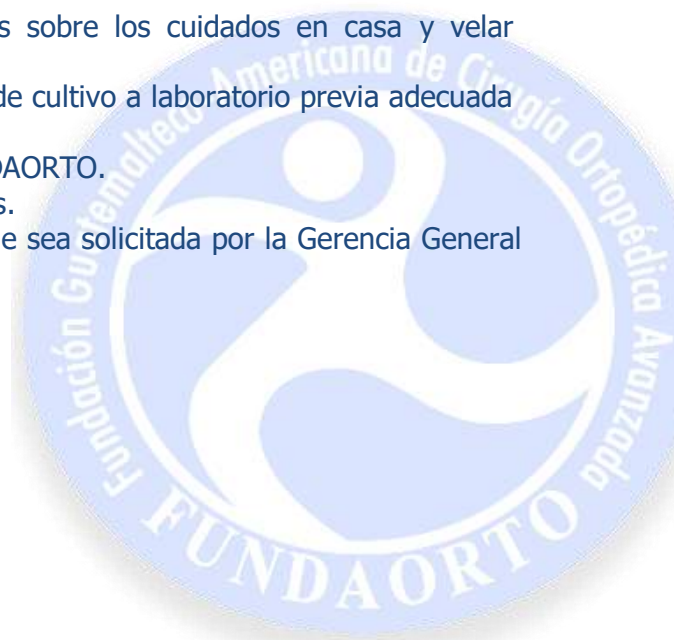 s sobre los cuidados en casa y velar
de cultivo a laboratorio previa adecuada
DAORTO.
s.
e sea solicitada por la Gerencia General
Fundación Guatemalteco Americana de Cirugía Ortopédica Avanzada
FUNDAORTO